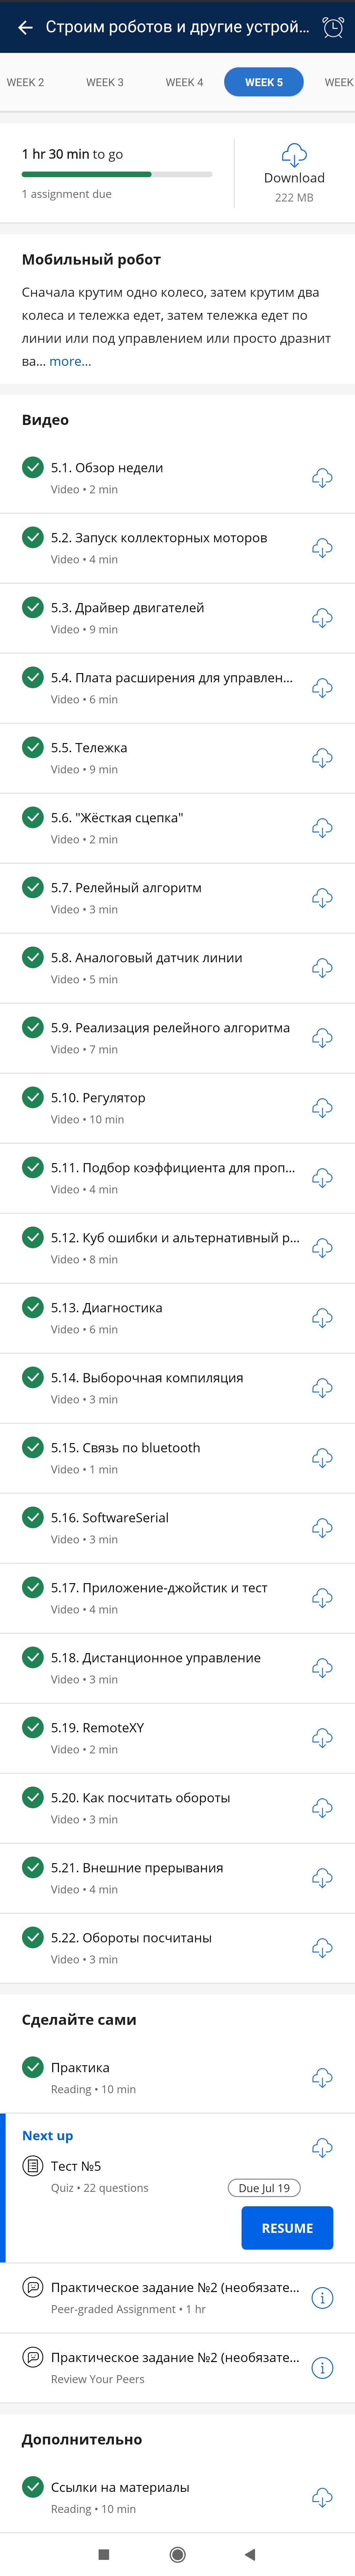 Строим роботов и другие устрой...
WEEK 2 WEEK 3 WEEK 4 WEEK 5 WEEK
1 hr 30 min to go
1 assignment due
Download
222 MB
Мобильный робот
Сначала крутим одно колесо, затем крутим два
колеса и тележка едет, затем тележка едет по
линии или под управлением или просто дразнит
ва... more...
Видео
5.1. Обзор недели
Video • 2 min
5.2. Запуск коллекторных моторов
Video • 4 min
5.3. Драйвер двигателей
Video • 9 min
5.4. Плата расширения для управлен...
Video • 6 min
5.5. Тележка
Video • 9 min
5.6. "Жёсткая сцепка"
Video • 2 min
5.7. Релейный алгоритм
Video • 3 min
5.8. Аналоговый датчик линии
Video • 5 min
5.9. Реализация релейного алгоритма
Video • 7 min
5.10. Регулятор
Video • 10 min
5.11. Подбор коэффициента для проп...
Video • 4 min
5.12. Куб ошибки и альтернативный р...
Video • 8 min
5.13. Диагностика
Video • 6 min
5.14. Выборочная компиляция
Video • 3 min
5.15. Связь по bluetooth
Video • 1 min
5.16. SoftwareSerial
Video • 3 min
5.17. Приложение-джойстик и тест
Video • 4 min
5.18. Дистанционное управление
Video • 3 min
5.19. RemoteXY
Video • 2 min
5.20. Как посчитать обороты
Video • 3 min
5.21. Внешние прерывания
Video • 4 min
5.22. Обороты посчитаны
Video • 3 min
Сделайте сами
Практика
Reading • 10 min
Next up
Тест №5
Quiz • 22 questions
Due Jul 19
RESUME
Практическое задание №2 (необязате...
Peer-graded Assignment • 1 hr
Практическое задание №2 (необязате...
Review Your Peers
Дополнительно
Ссылки на материалы
Reading • 10 min